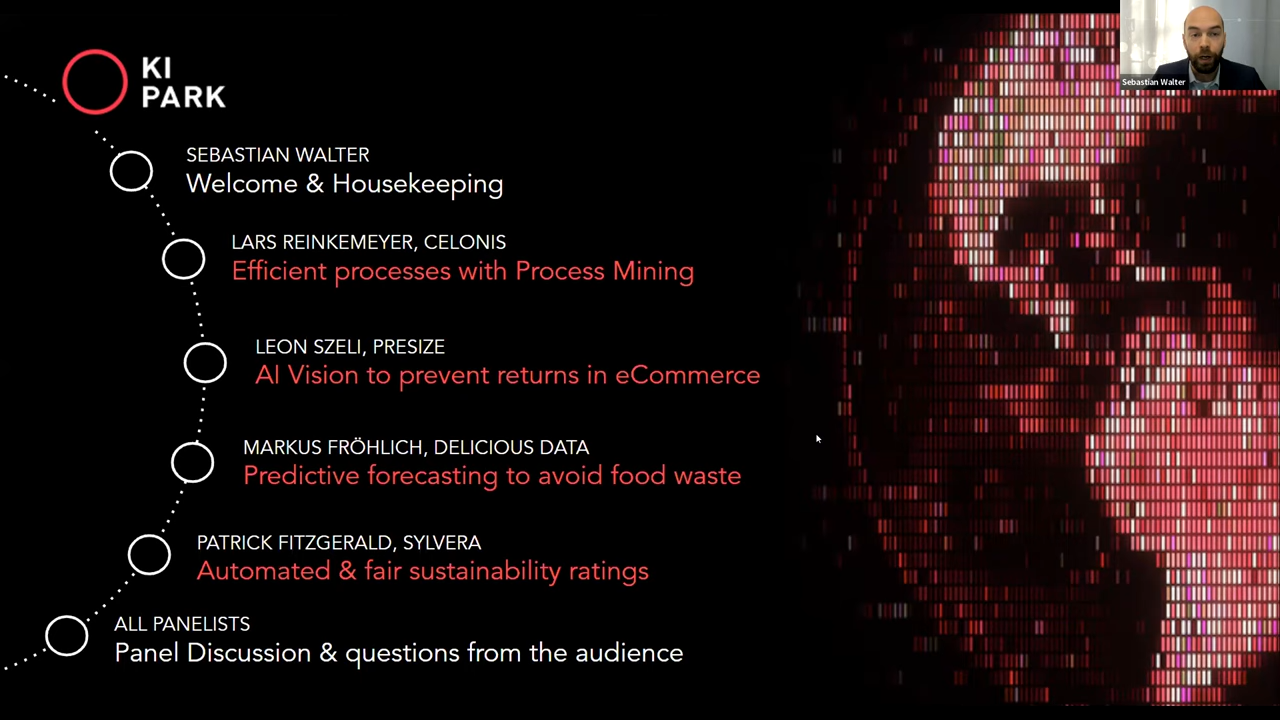 KI
PARK
Sebastian Walter
SEBASTIAN WALTER
Welcome & Housekeeping
LARS REINKEMEYER, CELONIS
Efficient processes with Process Mining
LEON SZELI, PRESIZE
AI Vision to prevent returns in eCommerce
MARKUS FRÖHLICH, DELICIOUS DATA
Predictive forecasting to avoid food waste
PATRICK FITZGERALD, SYLVERA
Automated & fair sustainability ratings
ALL PANELISTS
Panel Discussion & questions from the audience